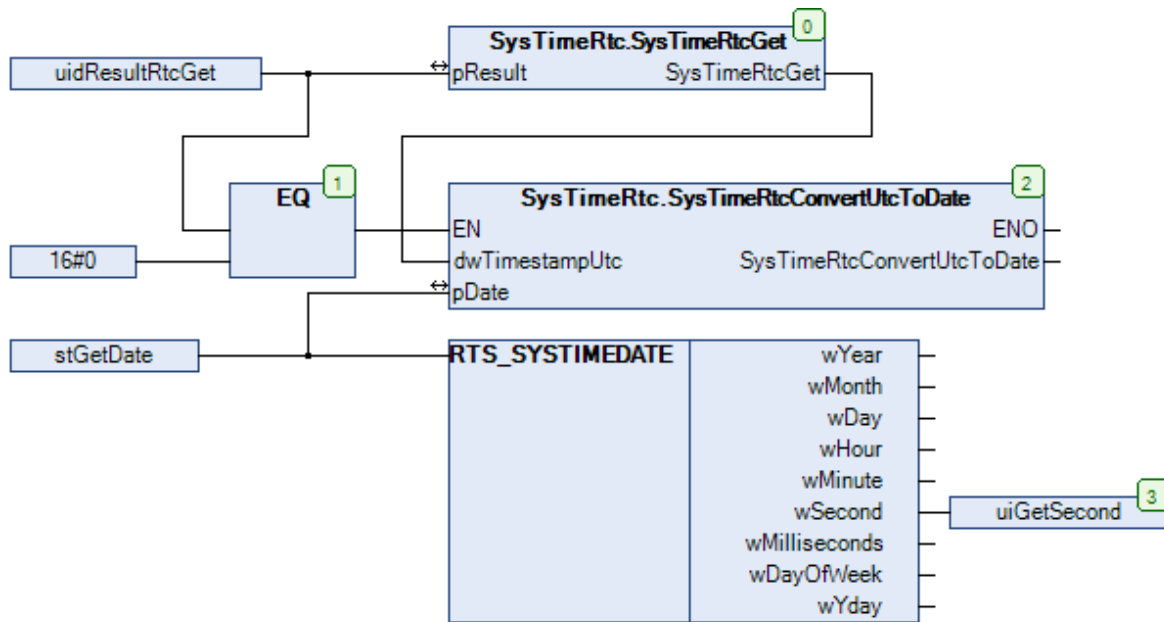 0
SysTimeRtc.SysTimeRtcGet
uidResultRtcGet
pResult SysTimeRtcGet
1
EQ
2
SysTimeRtc.SysTimeRtcConvertUtcToDate
EN ENO
16#0
dwTimestampUtc SysTimeRtcConvertUtcToDate
pDate
stGetDate
RTS_SYSTIMEDATE wYear
wMonth
wDay
wHour
wMinute
wSecond
3
uiGetSecond
wMilliseconds
wDayOfWeek
wYday